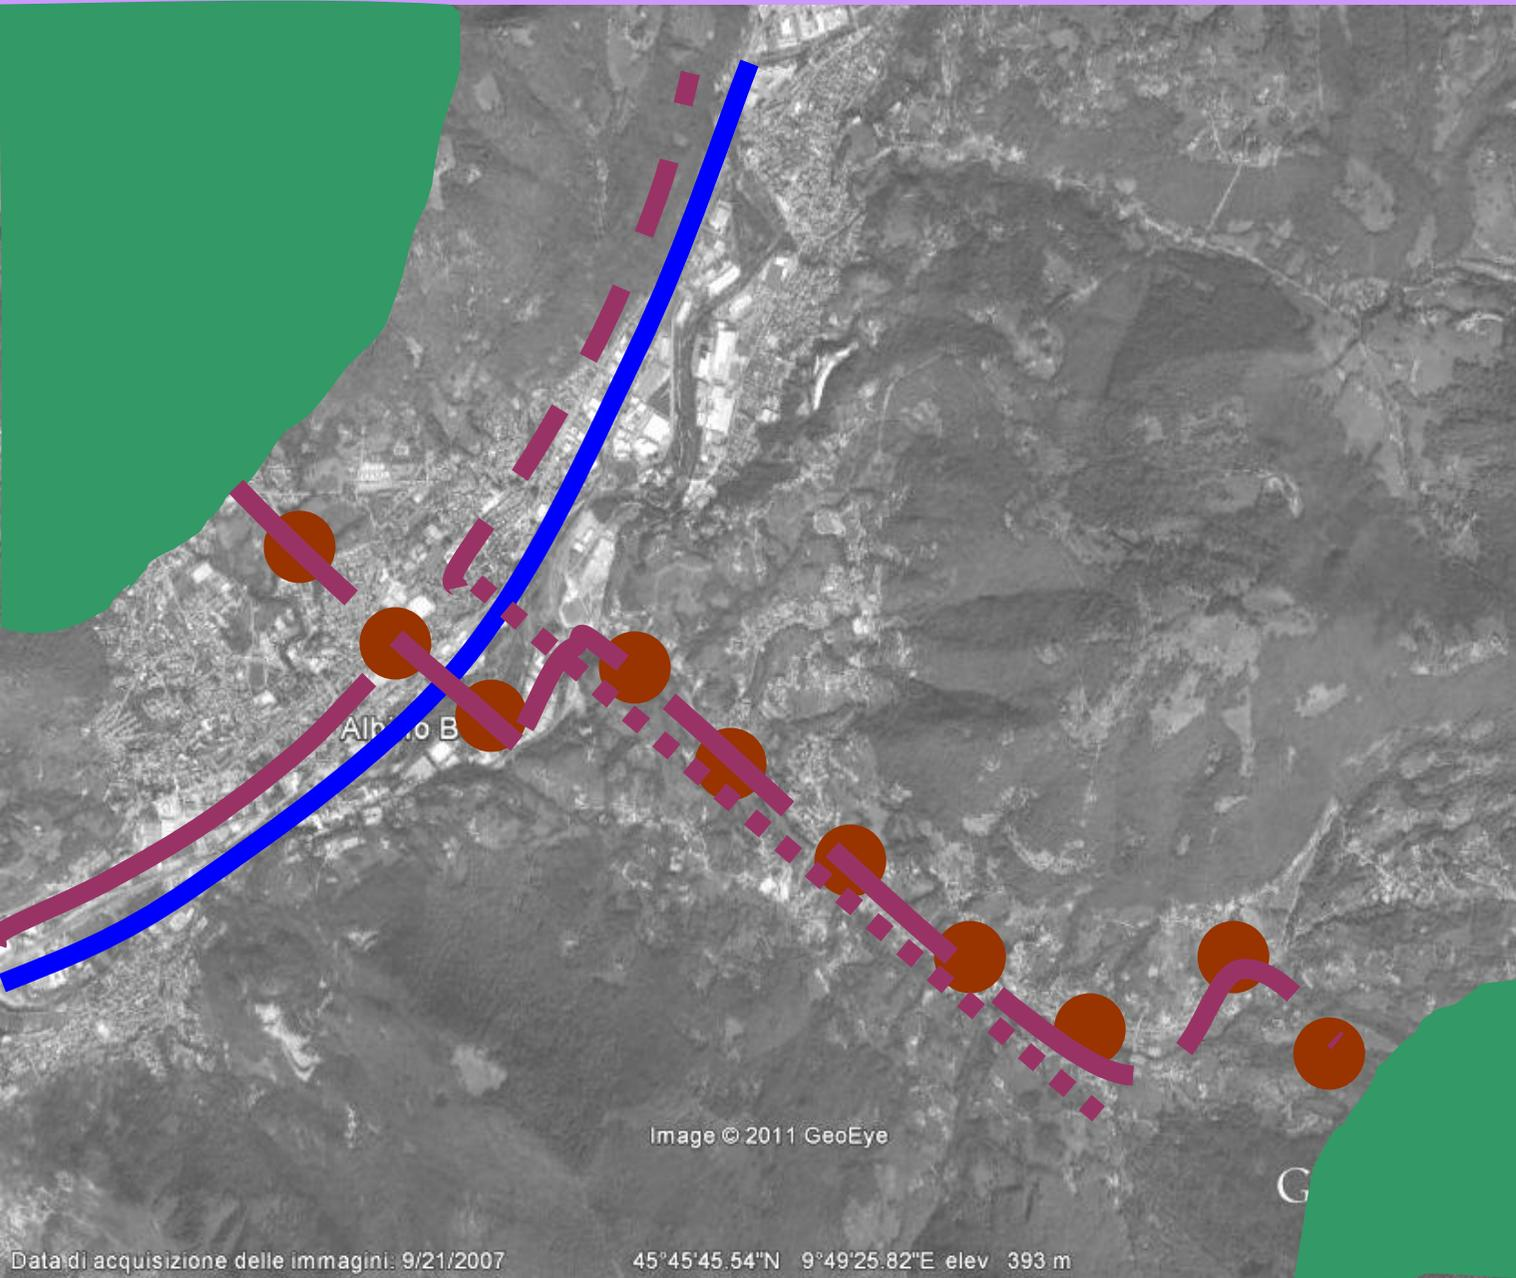 Image © 2011 GeoEye
G
Data di acquisizione delle immagini: 9/21/2007 45°45'45.54"N 9°49'25.82"E elev 393 m